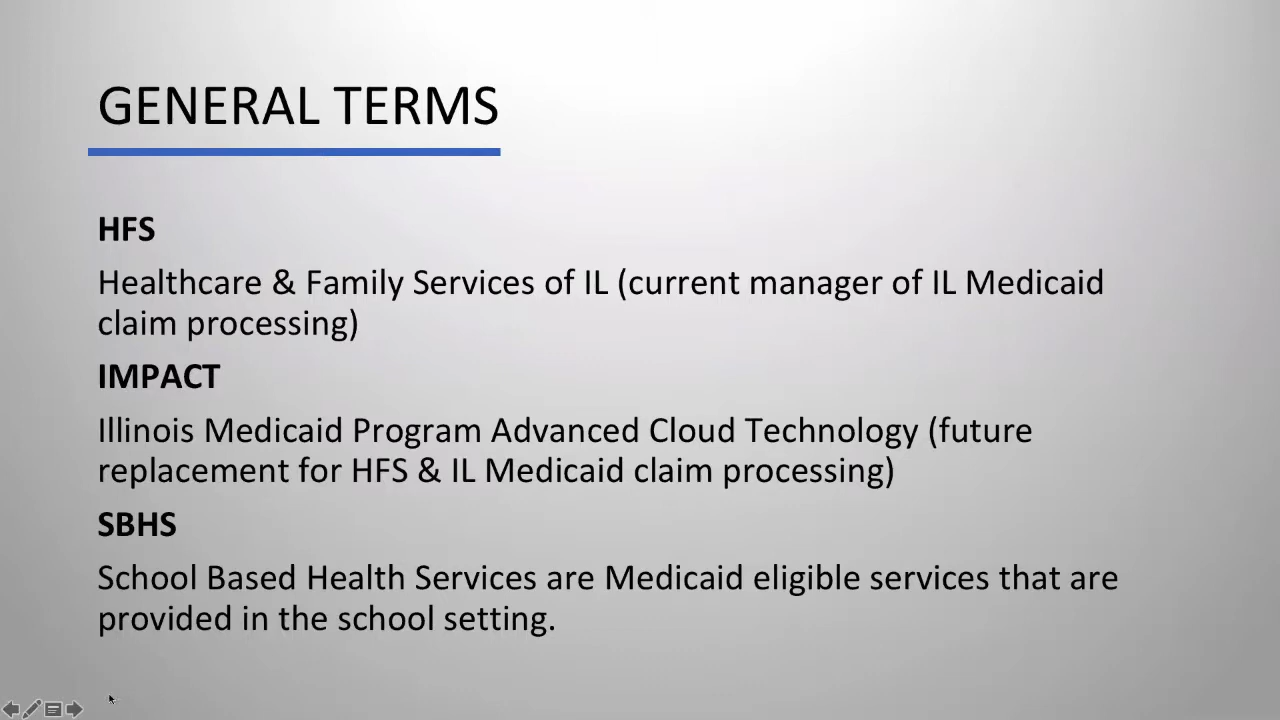 GENERAL TERMS
HFS
Healthcare & Family Services of IL (current manager of IL Medicaid
claim processing)
IMPACT
Illinois Medicaid Program Advanced Cloud Technology (future
replacement for HFS & IL Medicaid claim processing)
SBHS
School Based Health Services are Medicaid eligible services that are
provided in the school setting.